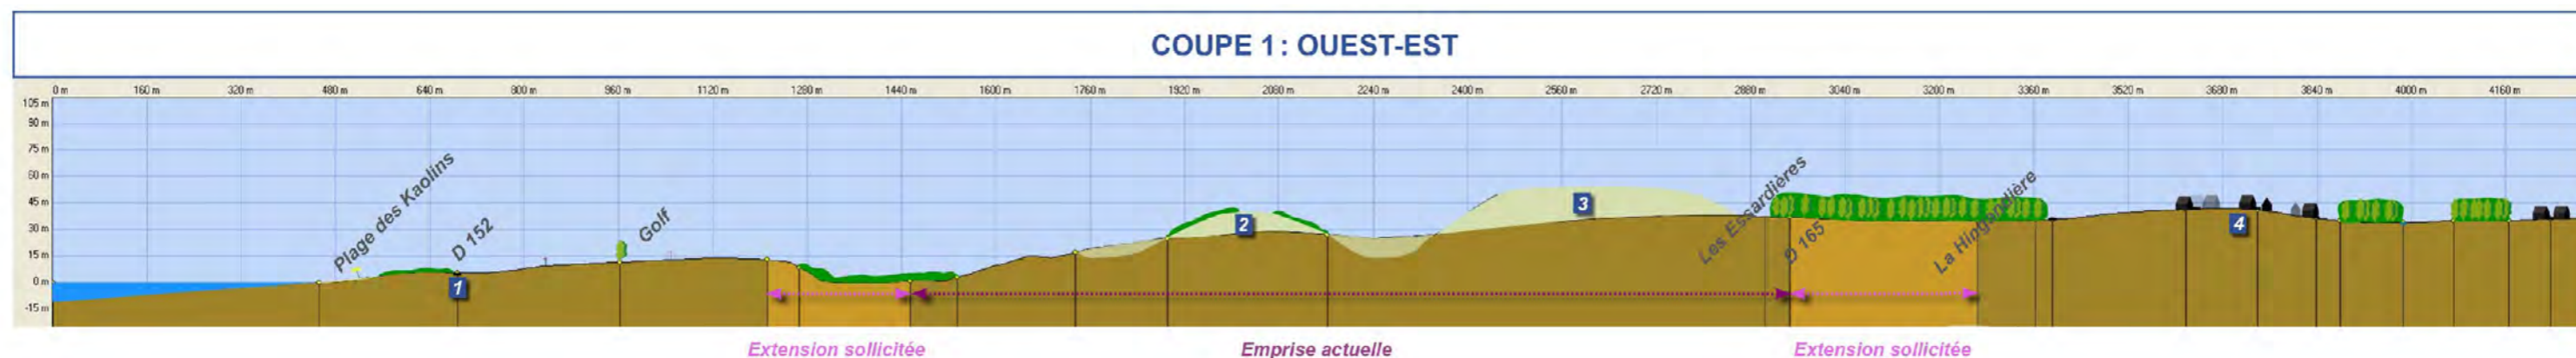 COUPE 1 : OUEST-EST
0 m 160 m 320 m 480 m 640 m 800 m 960 m 1120 m 1280 m 1440 m 1600 m 1760 m 1920 m 2080 m 2240 m 2400 m 2560 m 2720 m 2880 m 3040 m 3200 m 3360 m 3520 m 3680 m 3840 m 4000 m 4160 m
105 m
90 m
75 m
60 m
45 m
30 m
15 m
0 m
-15 m
Plage des Kaolins
D 152
1
Golf
2
3
Les Essardières
D 165
La Hingandière
4
Extension sollicitée Emprise actuelle Extension sollicitée